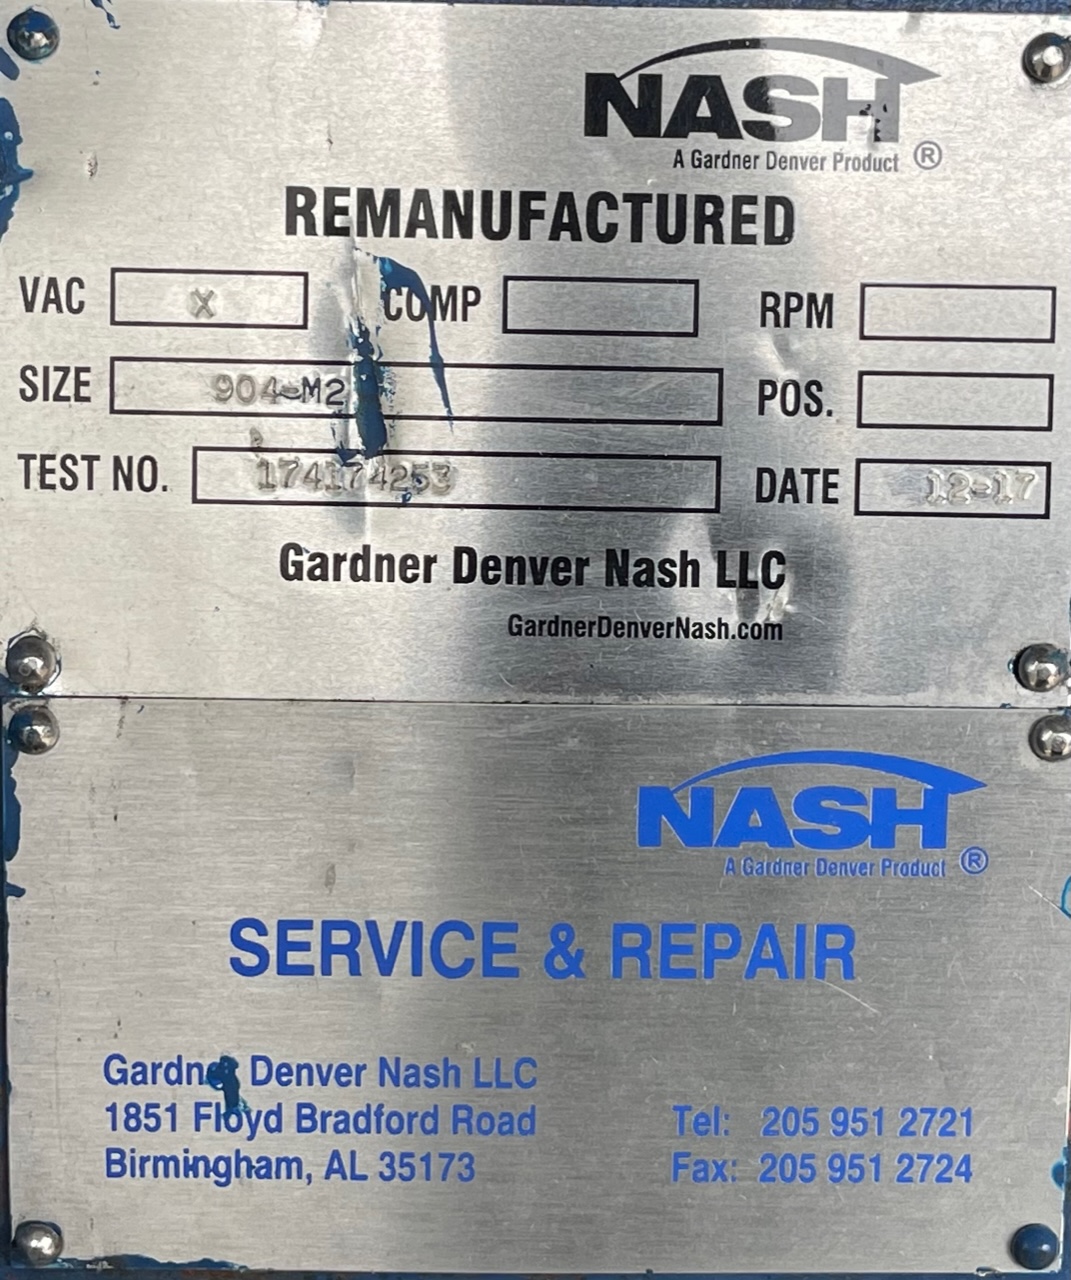 NASH
A Gardner Denver Product ®
REMANUFACTURED
VAC X COMP RPM
SIZE 904-M2 POS.
TEST NO. 174174253 DATE 12-17
Gardner Denver Nash LLC
GardnerDenverNash.com
NASH
A Gardner Denver Product ®
SERVICE & REPAIR
Gardner Denver Nash LLC
1851 Floyd Bradford Road Tel: 205 951 2721
Birmingham, AL 35173 Fax: 205 951 2724